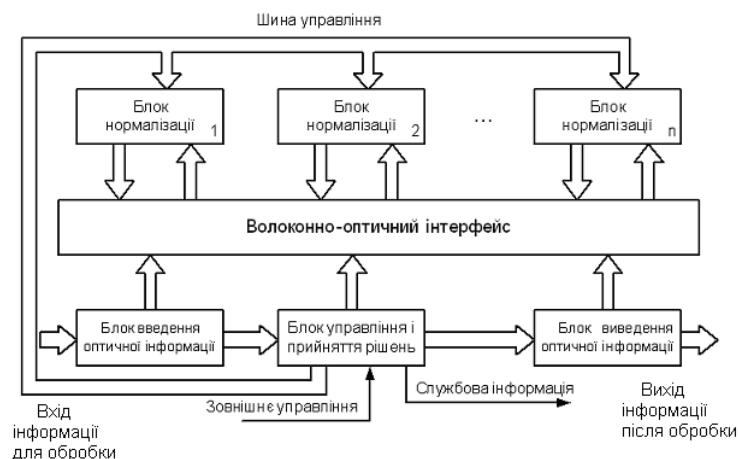 Шина управління
Блок
нормалізації 1
Блок
нормалізації 2
...
Блок
нормалізації n
Волоконно-оптичний інтерфейс
Блок введення
оптичної інформації
Блок управління і
прийняття рішень
Блок виведення
оптичної інформації
Зовнішнє управління
Службова інформація
Вхід
інформації
для обробки
Вихід
інформації
після обробки